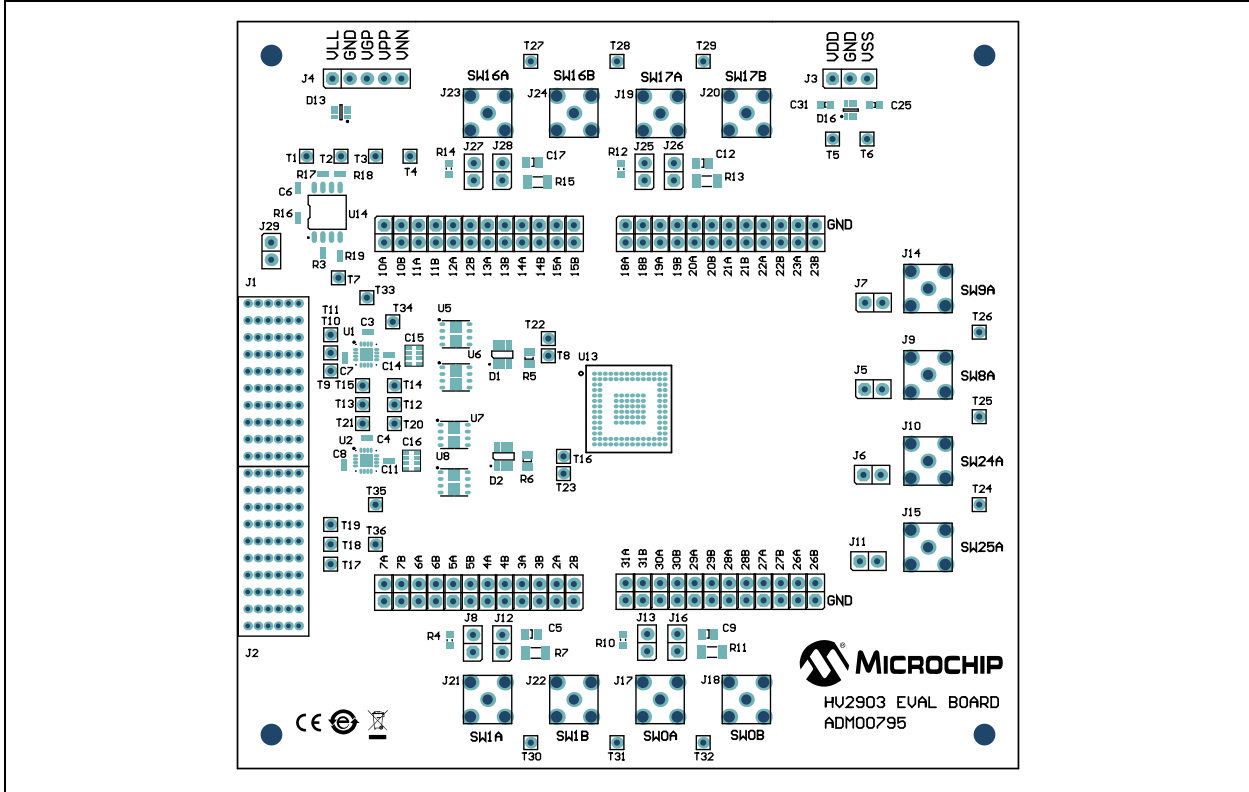 VLL GND VGP VPP VNN
VDD GND VSS
T27 T28 T29
J4 SW16A SW16B SW17A SW17B J3
J23 J24 J19 J20
D13 C31 D16 C25
T1 T2 T3 T4 R14 J27 J28 C17 R15 R12 J25 J26 C12 R13 T5 T6
R17 R18
C6 R16 U14
J29 R3 R19
GND
10A 10B 11A 11B 12A 12B 13A 13B 14A 14B 15A 15B
18A 18B 19A 19B 20A 20B 21A 21B 22A 22B 23A 23B
J1 T7 T33 J14
J7 SW9A
T11 T10 U1 C3 T34 U5 T22 T26
C15 U6 T8 U13 J9
T9 C7 T15 C14 T14 D1 R5 J5 SW8A
T13 T12 T25
T21 T20 U7
U2 C4 C16 J10
C8 C11 U8 D2 R6 T16 T23 J6 SW24A
T35 T24
T19 J15
T18 T36 J11 SW25A
T17
7A 7B 6A 6B 5A 5B 4A 4B 3A 3B 2A 2B
31A 31B 30A 30B 29A 29B 28A 28B 27A 27B 26A 26B
GND
J2 R4 J8 J12 C5 R7 R10 J13 J16 C9 R11
MICROCHIP®
J21 J22 J17 J18
HV2903 EVAL BOARD
ADM00795
CE e
SW1A SW1B SW0A SW0B
T30 T31 T32